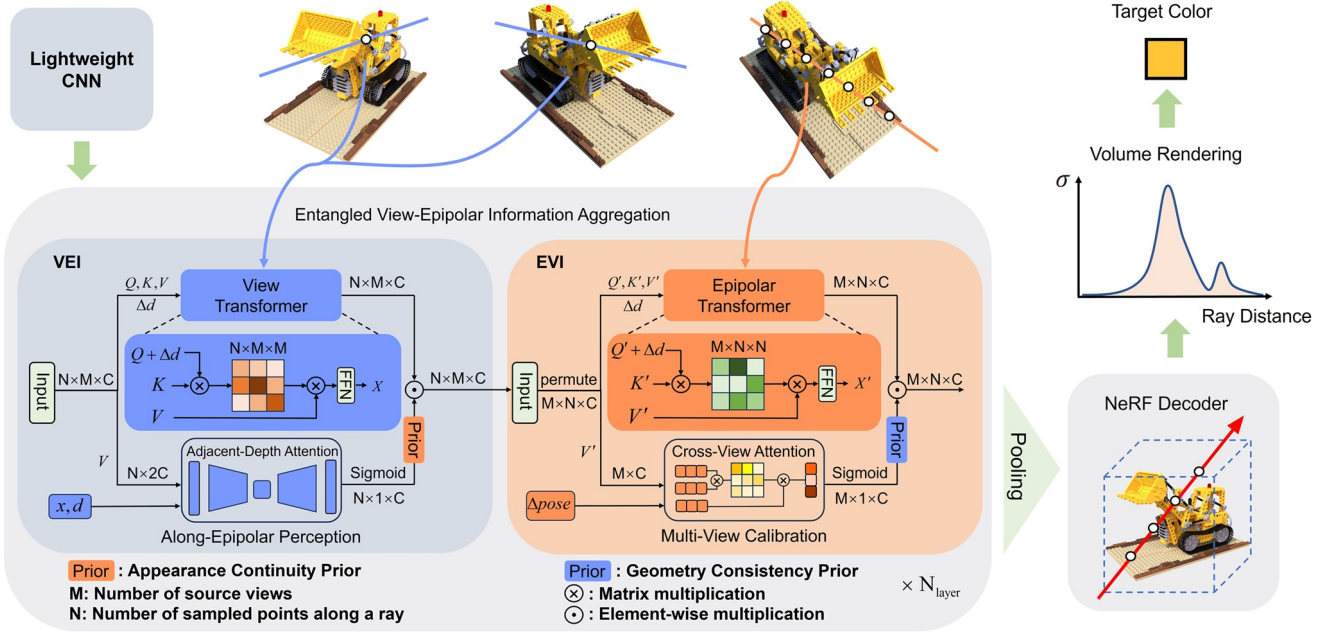 Lightweight
CNN
Target Color
Volume Rendering
σ
Ray Distance
Entangled View-Epipolar Information Aggregation
VEI
Q, K, V
Δd
View
Transformer
N×M×C
Q + Δd
N×M×M
K
V
FFN
X
Input
N×M×C
N×M×C
Prior
V
N×2C
Adjacent-Depth Attention
Sigmoid
N×1×C
x, d
Along-Epipolar Perception
EVI
Q′, K′, V′
Δd
Epipolar
Transformer
M×N×C
Q′ + Δd
M×N×N
K′
V′
FFN
X′
Input
permute
M×N×C
M×N×C
Prior
V′
M×C
Cross-View Attention
Sigmoid
M×1×C
Δpose
Multi-View Calibration
Prior : Appearance Continuity Prior
M: Number of source views
N: Number of sampled points along a ray
Prior : Geometry Consistency Prior
⊗ : Matrix multiplication
⊙ : Element-wise multiplication
× N_layer
Pooling
NeRF Decoder